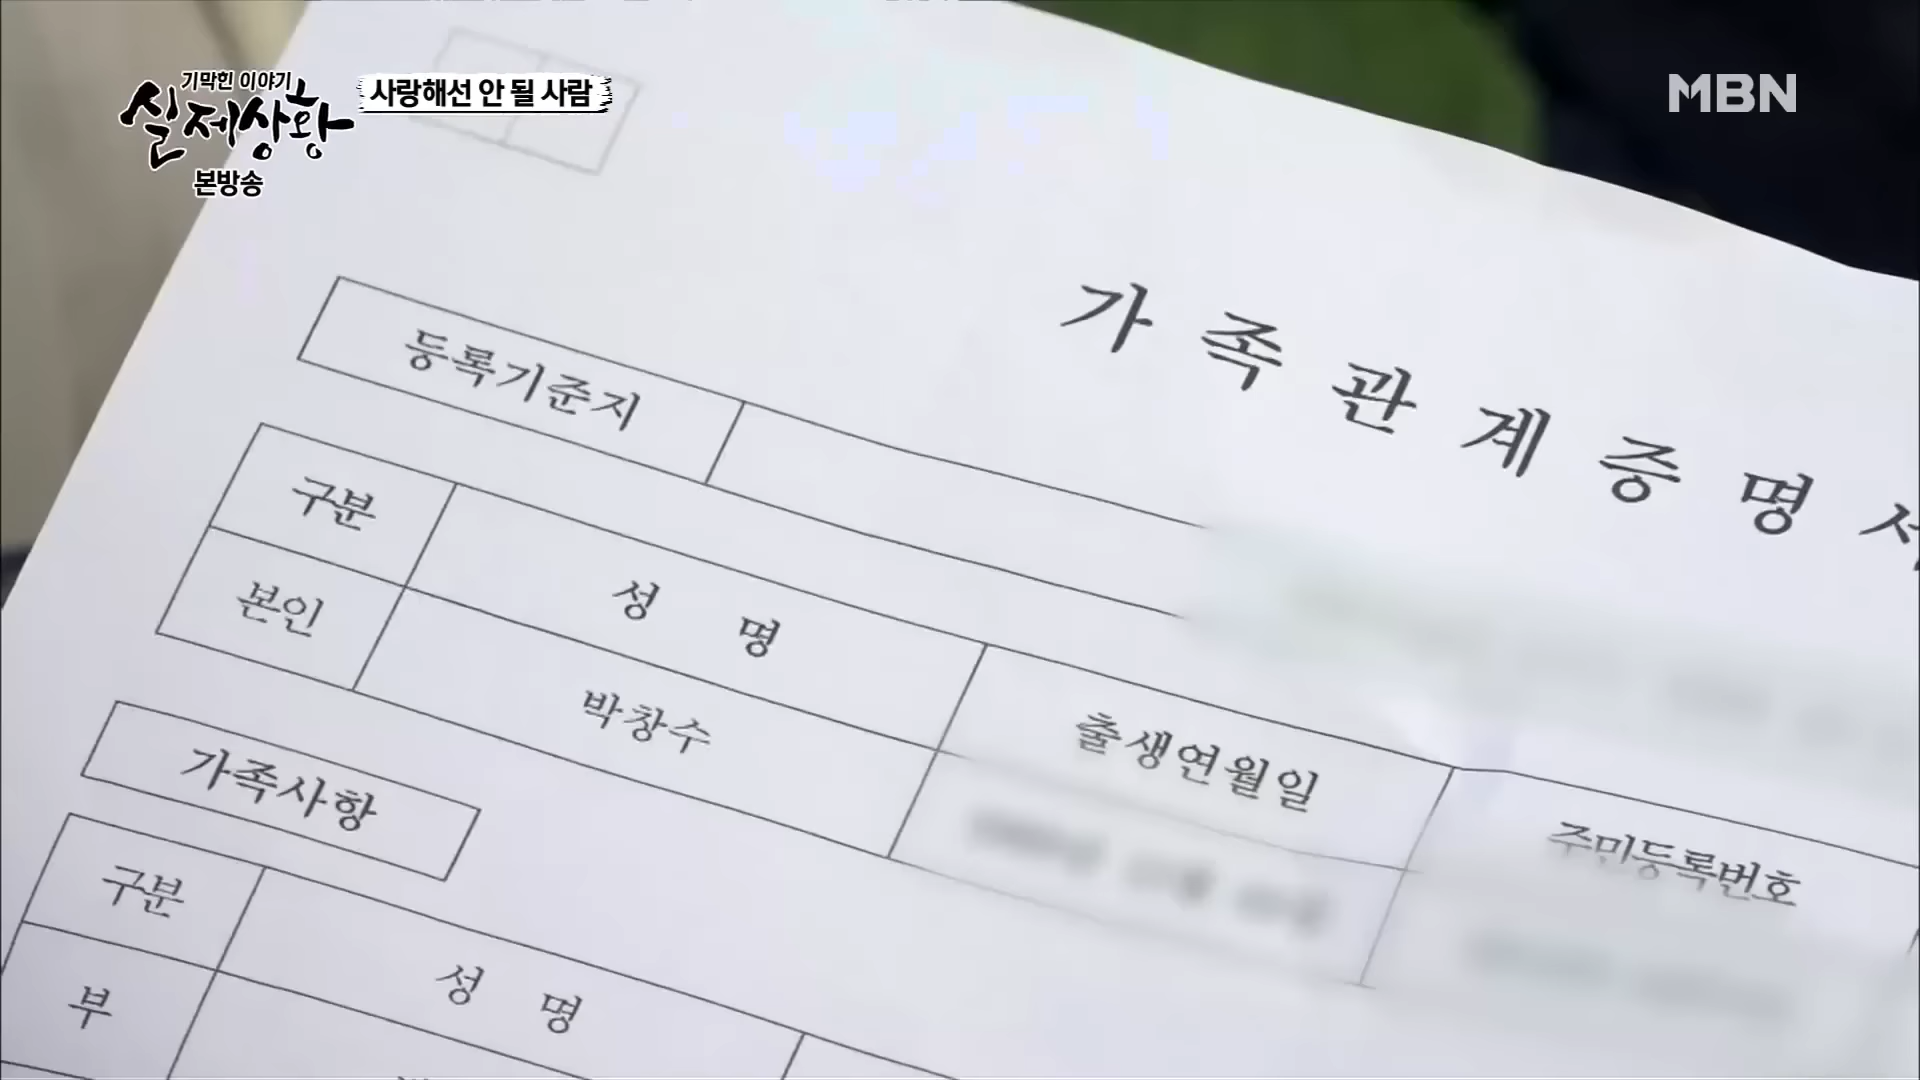 기막힌 이야기
실제상황
본방송
사랑해선 안 될 사람
MBN
가족관계증명서
등록기준지
구분 성 명 출생연월일 주민등록번호
본인 박창수
가족사항
구분 성 명
부